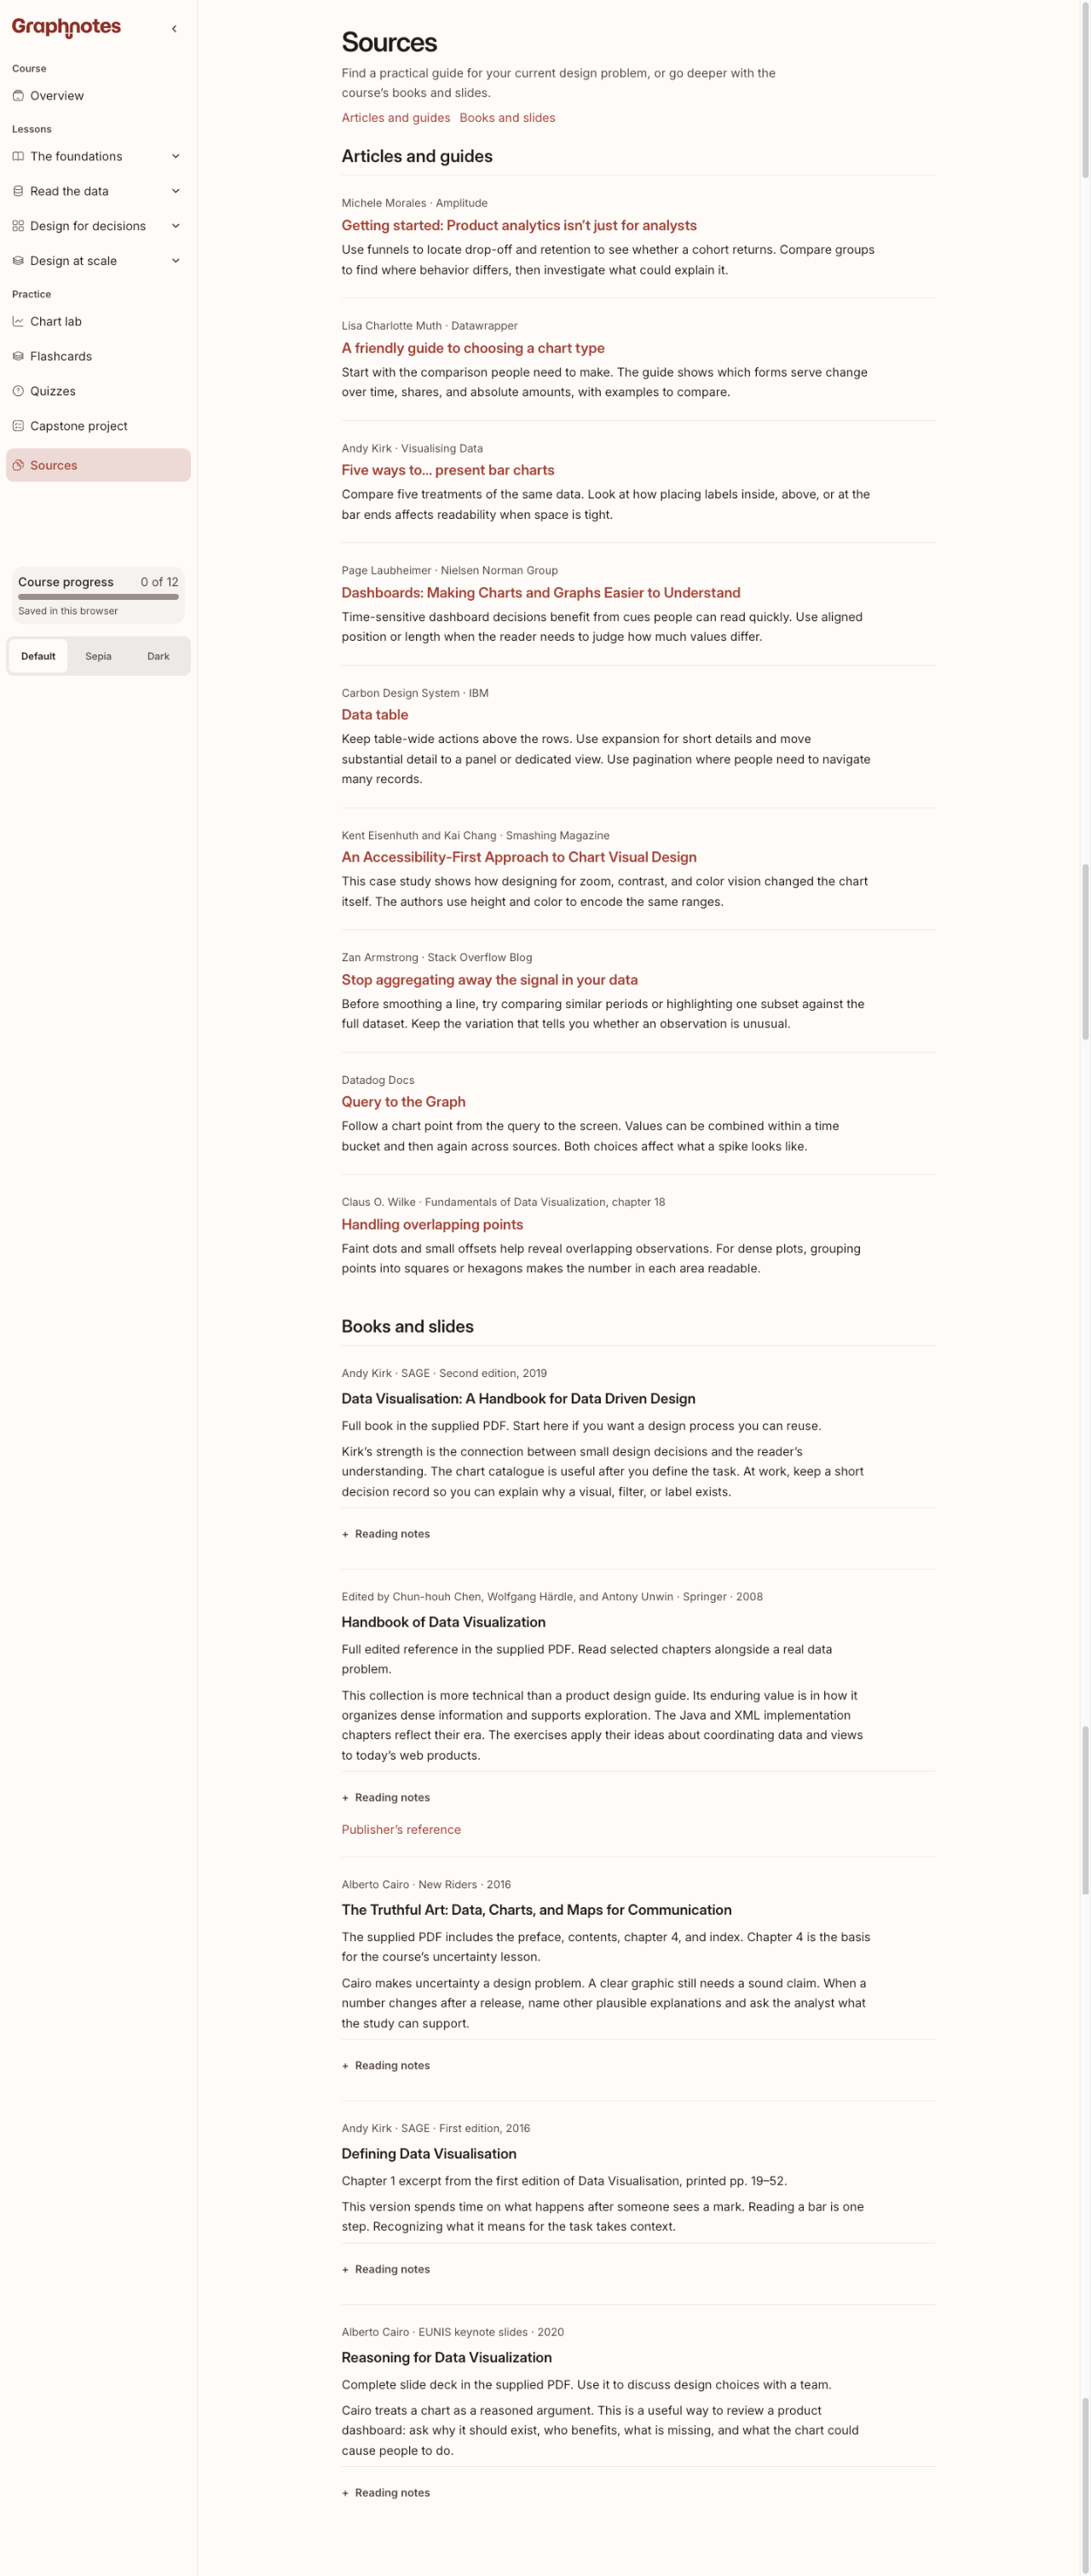 Graphnotes
Course
Overview
Lessons
The foundations
Read the data
Design for decisions
Design at scale
Practice
Chart lab
Flashcards
Quizzes
Capstone project
Sources
Course progress 0 of 12
Saved in this browser
Default Sepia Dark
Sources
Find a practical guide for your current design problem, or go deeper with the
course’s books and slides.
Articles and guides Books and slides
Articles and guides
Michele Morales · Amplitude
Getting started: Product analytics isn’t just for analysts
Use funnels to locate drop-off and retention to see whether a cohort returns. Compare groups
to find where behavior differs, then investigate what could explain it.
Lisa Charlotte Muth · Datawrapper
A friendly guide to choosing a chart type
Start with the comparison people need to make. The guide shows which forms serve change
over time, shares, and absolute amounts, with examples to compare.
Andy Kirk · Visualising Data
Five ways to… present bar charts
Compare five treatments of the same data. Look at how placing labels inside, above, or at the
bar ends affects readability when space is tight.
Page Laubheimer · Nielsen Norman Group
Dashboards: Making Charts and Graphs Easier to Understand
Time-sensitive dashboard decisions benefit from cues people can read quickly. Use aligned
position or length when the reader needs to judge how much values differ.
Carbon Design System · IBM
Data table
Keep table-wide actions above the rows. Use expansion for short details and move
substantial detail to a panel or dedicated view. Use pagination where people need to navigate
many records.
Kent Eisenhuth and Kai Chang · Smashing Magazine
An Accessibility-First Approach to Chart Visual Design
This case study shows how designing for zoom, contrast, and color vision changed the chart
itself. The authors use height and color to encode the same ranges.
Zan Armstrong · Stack Overflow Blog
Stop aggregating away the signal in your data
Before smoothing a line, try comparing similar periods or highlighting one subset against the
full dataset. Keep the variation that tells you whether an observation is unusual.
Datadog Docs
Query to the Graph
Follow a chart point from the query to the screen. Values can be combined within a time
bucket and then again across sources. Both choices affect what a spike looks like.
Claus O. Wilke · Fundamentals of Data Visualization, chapter 18
Handling overlapping points
Faint dots and small offsets help reveal overlapping observations. For dense plots, grouping
points into squares or hexagons makes the number in each area readable.
Books and slides
Andy Kirk · SAGE · Second edition, 2019
Data Visualisation: A Handbook for Data Driven Design
Full book in the supplied PDF. Start here if you want a design process you can reuse.
Kirk’s strength is the connection between small design decisions and the reader’s
understanding. The chart catalogue is useful after you define the task. At work, keep a short
decision record so you can explain why a visual, filter, or label exists.
+ Reading notes
Edited by Chun-houh Chen, Wolfgang Härdle, and Antony Unwin · Springer · 2008
Handbook of Data Visualization
Full edited reference in the supplied PDF. Read selected chapters alongside a real data
problem.
This collection is more technical than a product design guide. Its enduring value is in how it
organizes dense information and supports exploration. The Java and XML implementation
chapters reflect their era. The exercises apply their ideas about coordinating data and views
to today’s web products.
+ Reading notes
Publisher’s reference
Alberto Cairo · New Riders · 2016
The Truthful Art: Data, Charts, and Maps for Communication
The supplied PDF includes the preface, contents, chapter 4, and index. Chapter 4 is the basis
for the course’s uncertainty lesson.
Cairo makes uncertainty a design problem. A clear graphic still needs a sound claim. When a
number changes after a release, name other plausible explanations and ask the analyst what
the study can support.
+ Reading notes
Andy Kirk · SAGE · First edition, 2016
Defining Data Visualisation
Chapter 1 excerpt from the first edition of Data Visualisation, printed pp. 19–52.
This version spends time on what happens after someone sees a mark. Reading a bar is one
step. Recognizing what it means for the task takes context.
+ Reading notes
Alberto Cairo · EUNIS keynote slides · 2020
Reasoning for Data Visualization
Complete slide deck in the supplied PDF. Use it to discuss design choices with a team.
Cairo treats a chart as a reasoned argument. This is a useful way to review a product
dashboard: ask why it should exist, who benefits, what is missing, and what the chart could
cause people to do.
+ Reading notes